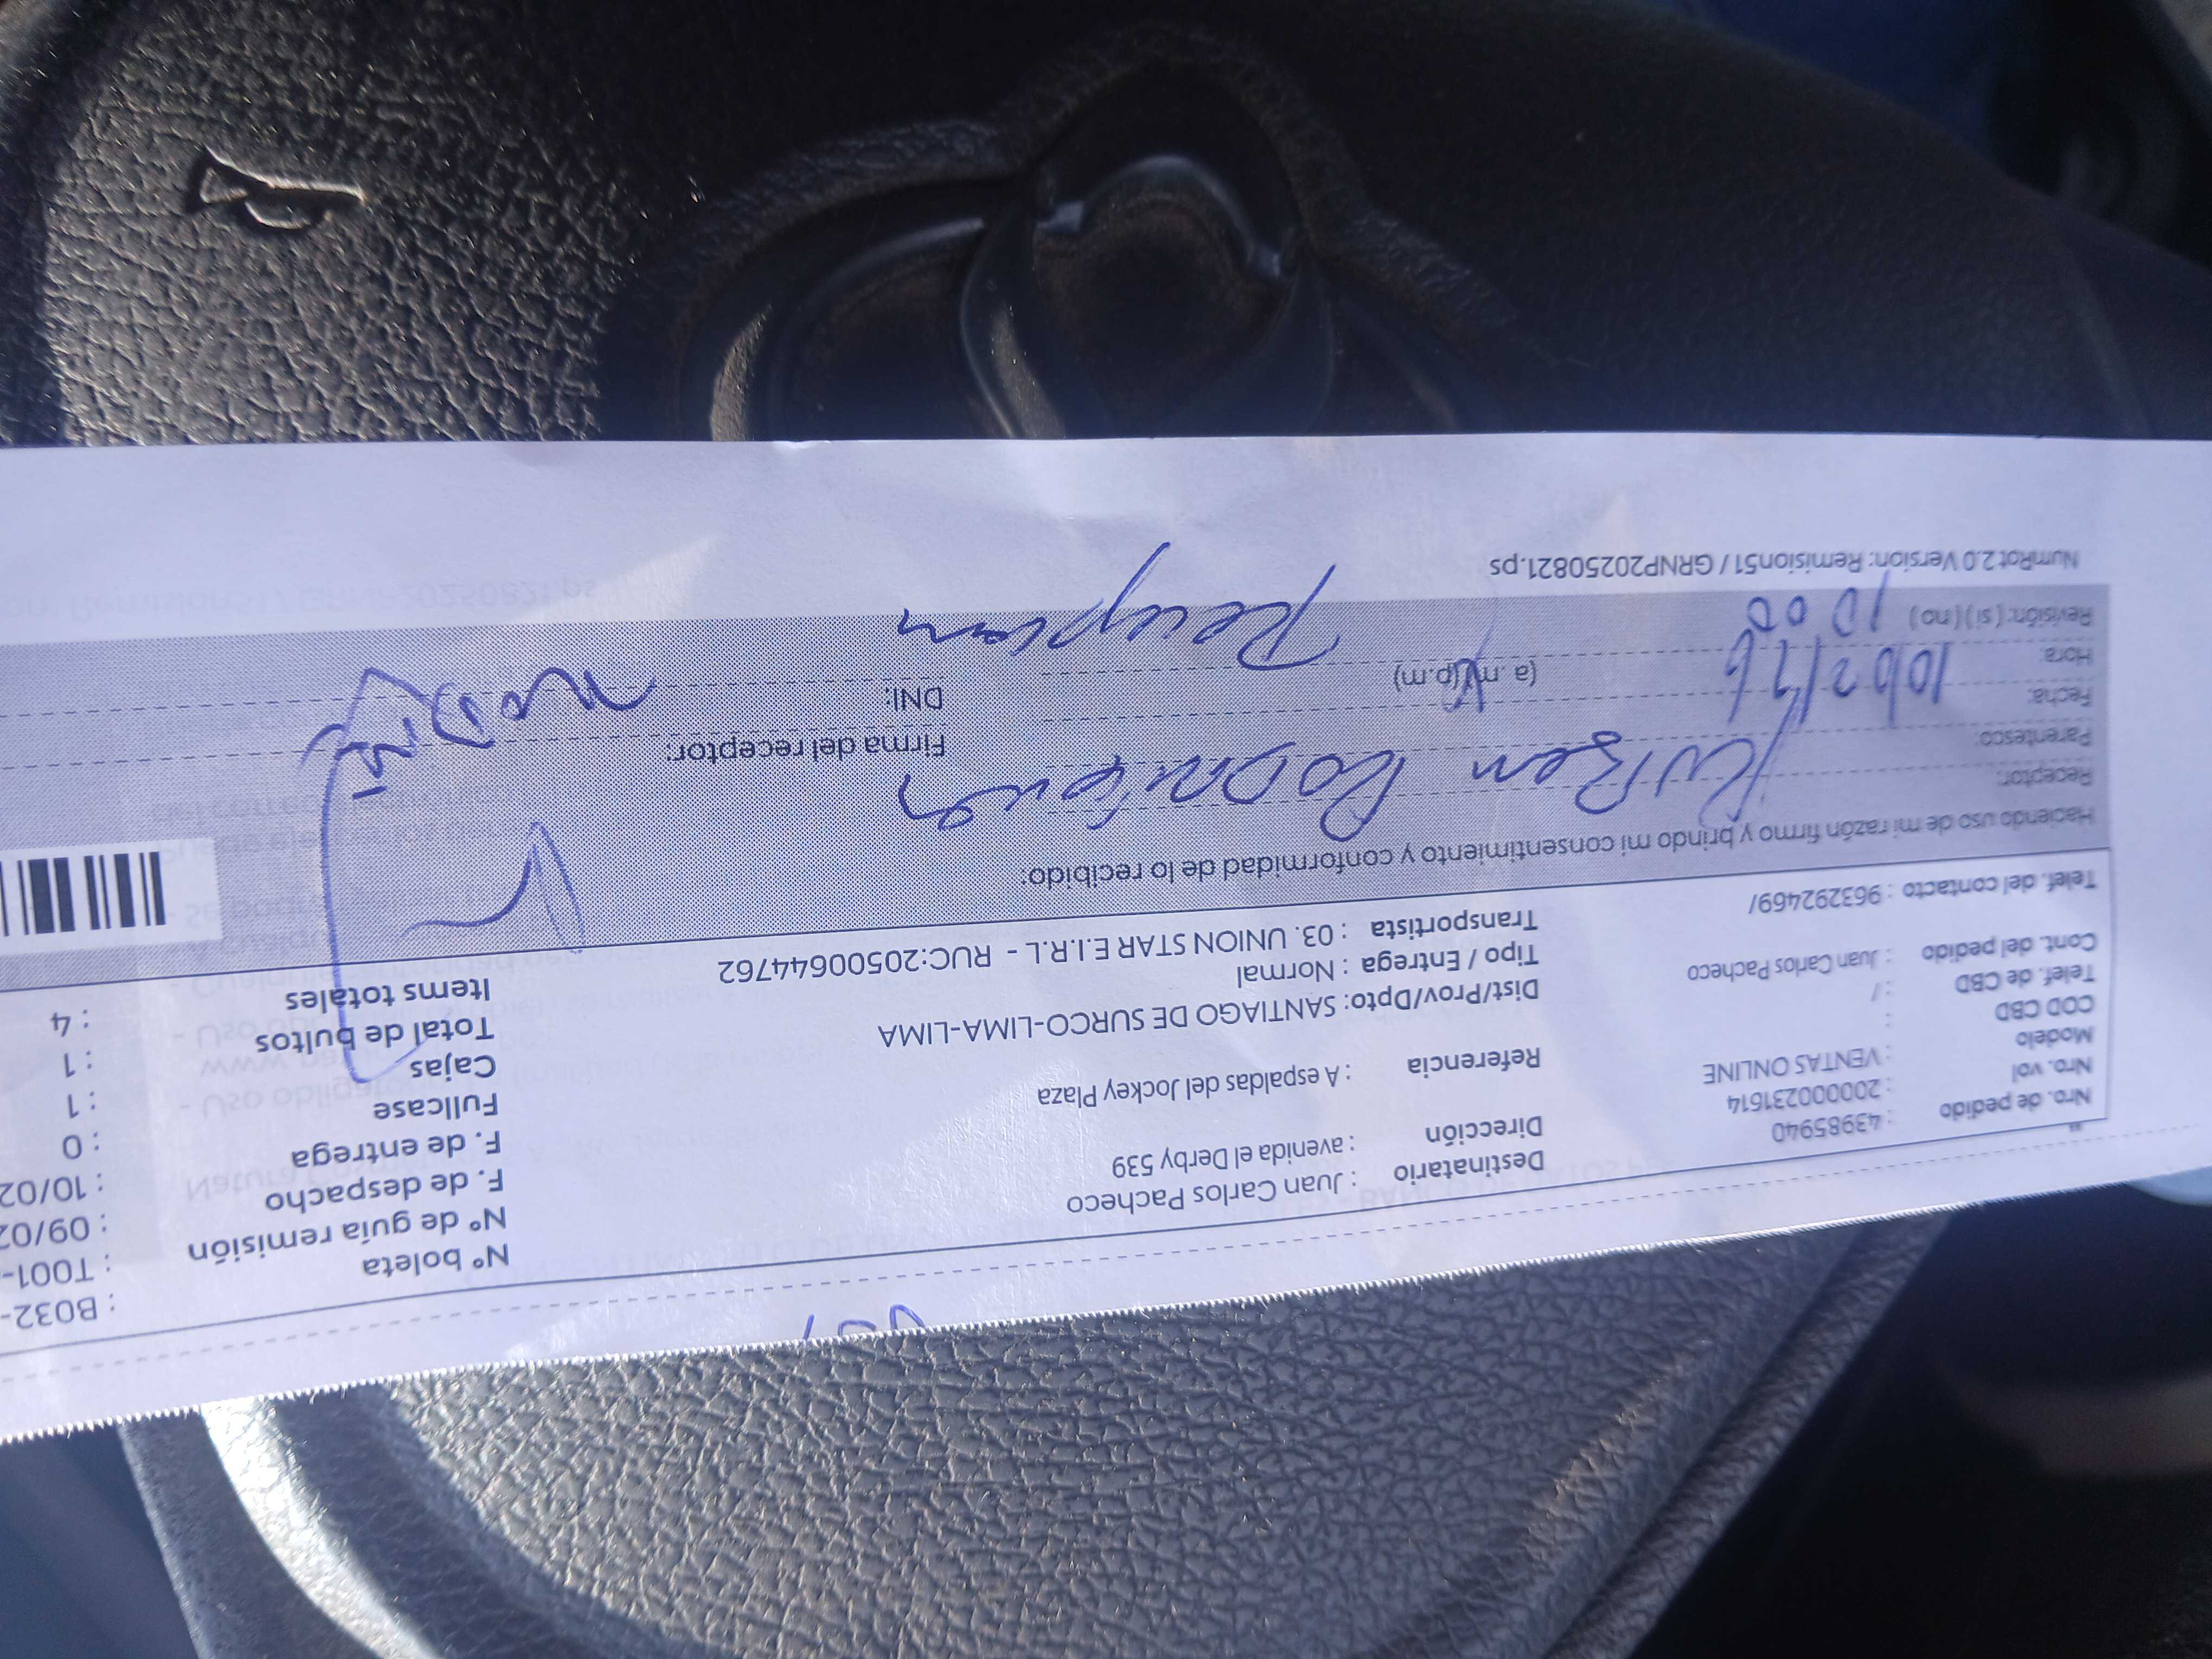 Nro. de pedido : 43985940
Nro. vol : 2000023161 4
Modelo : VENTAS ONLINE
COD CBD :
Telef. de CBD : /
Cont. del pedido : Juan Carlos Pacheco
Telef. del contacto : 963292469/
Destinatario : Juan Carlos Pacheco
Dirección : avenida el Derby 539
Referencia : A espaldas del Jockey Plaza
Dist/Prov/Dpto: SANTIAGO DE SURCO-LIMA-LIMA
Tipo / Entrega : Normal
Transportista : 03. UNION STAR E.I.R.L - RUC:20500644762
Nº boleta : B032-
Nº de guía remisión : T001-
F. de despacho : 09/02
F. de entrega : 10/02
Fullcase : 0
Cajas : 1
Total de bultos : 1
Items totales : 4
Haciendo uso de mi razón firmo y brindo mi consentimiento y conformidad de lo recibido:
Receptor: Ruben
Parentesco:
Fecha:
Hora: (a. m) (p.m)
Revisión: (si) (no) 10 00
Firma del receptor:
DNI:
NumRot 2.0 Version: Remision51 / GRNP20250821.ps